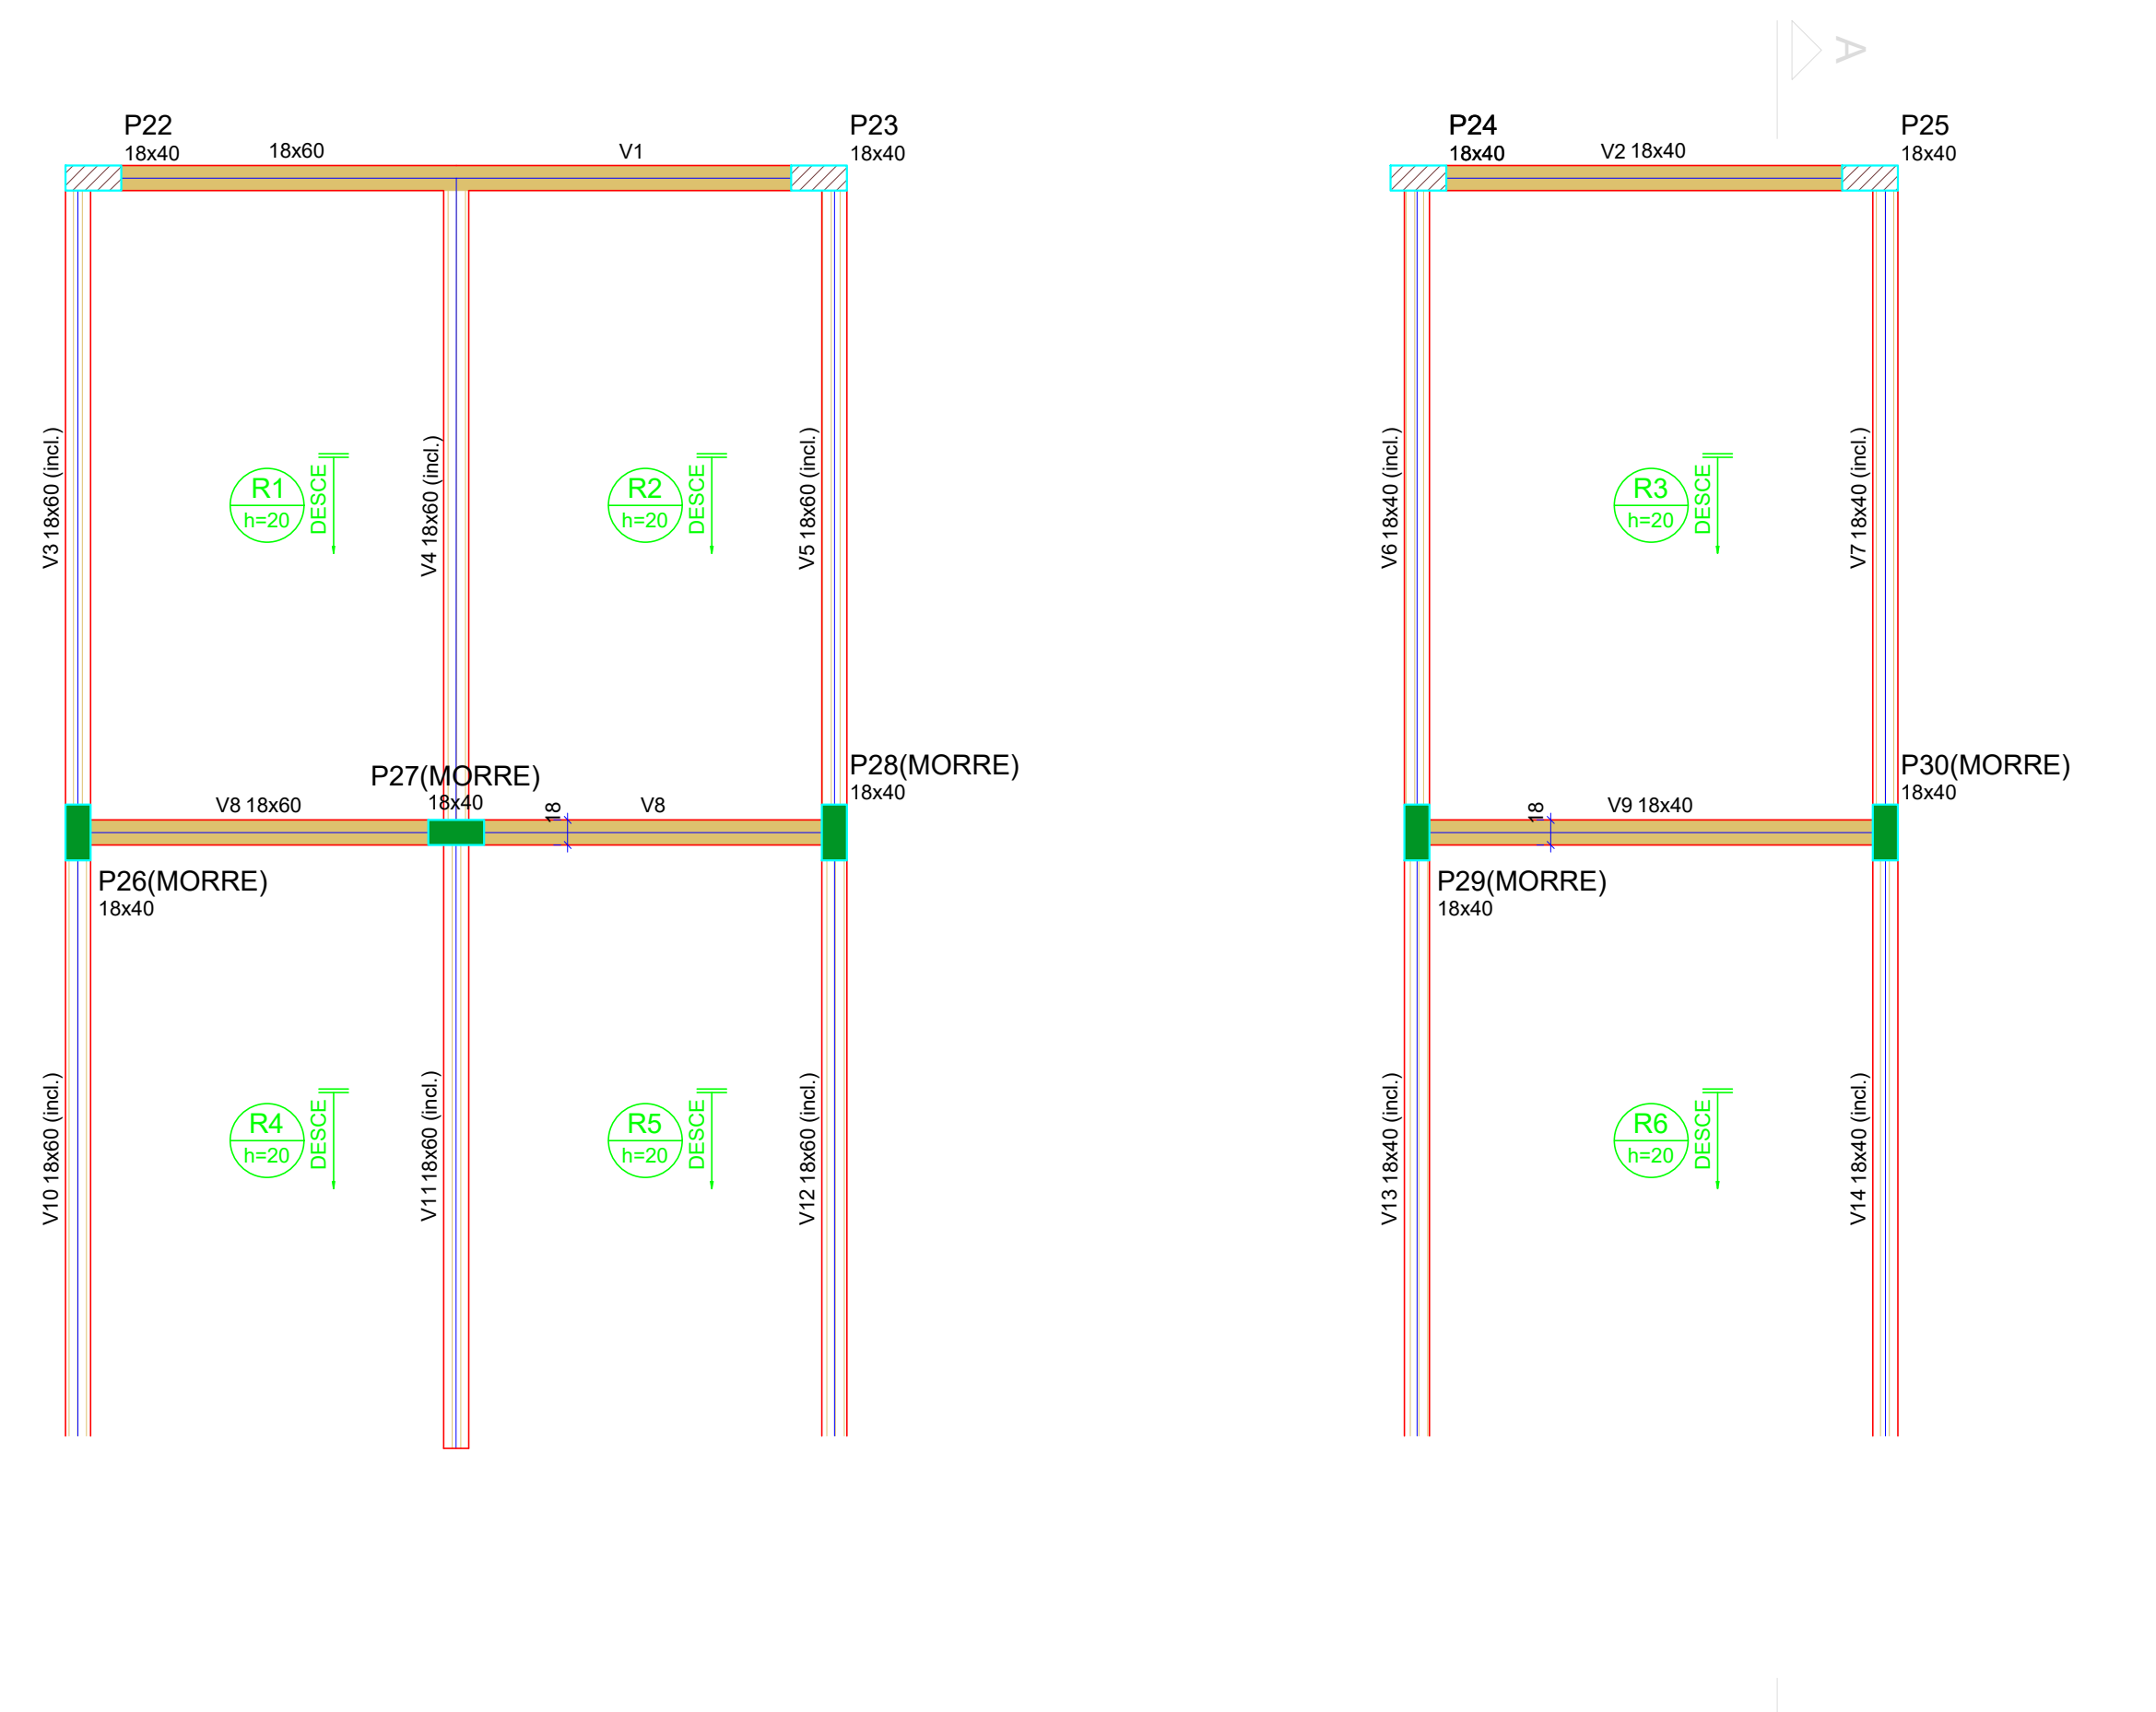 A
P22
18x40
18x60
V1
P23
18x40
P24
18x40
V2 18x40
P25
18x40
V3 18x60 (incl.)
R1
h=20
DESCE
V4 18x60 (incl.)
R2
h=20
DESCE
V5 18x60 (incl.)
V6 18x40 (incl.)
R3
h=20
DESCE
V7 18x40 (incl.)
P27(MORRE)
18x40
V8 18x60
18
V8
P28(MORRE)
18x40
18
V9 18x40
P30(MORRE)
18x40
P26(MORRE)
18x40
P29(MORRE)
18x40
V10 18x60 (incl.)
R4
h=20
DESCE
V11 18x60 (incl.)
R5
h=20
DESCE
V12 18x60 (incl.)
V13 18x40 (incl.)
R6
h=20
DESCE
V14 18x40 (incl.)